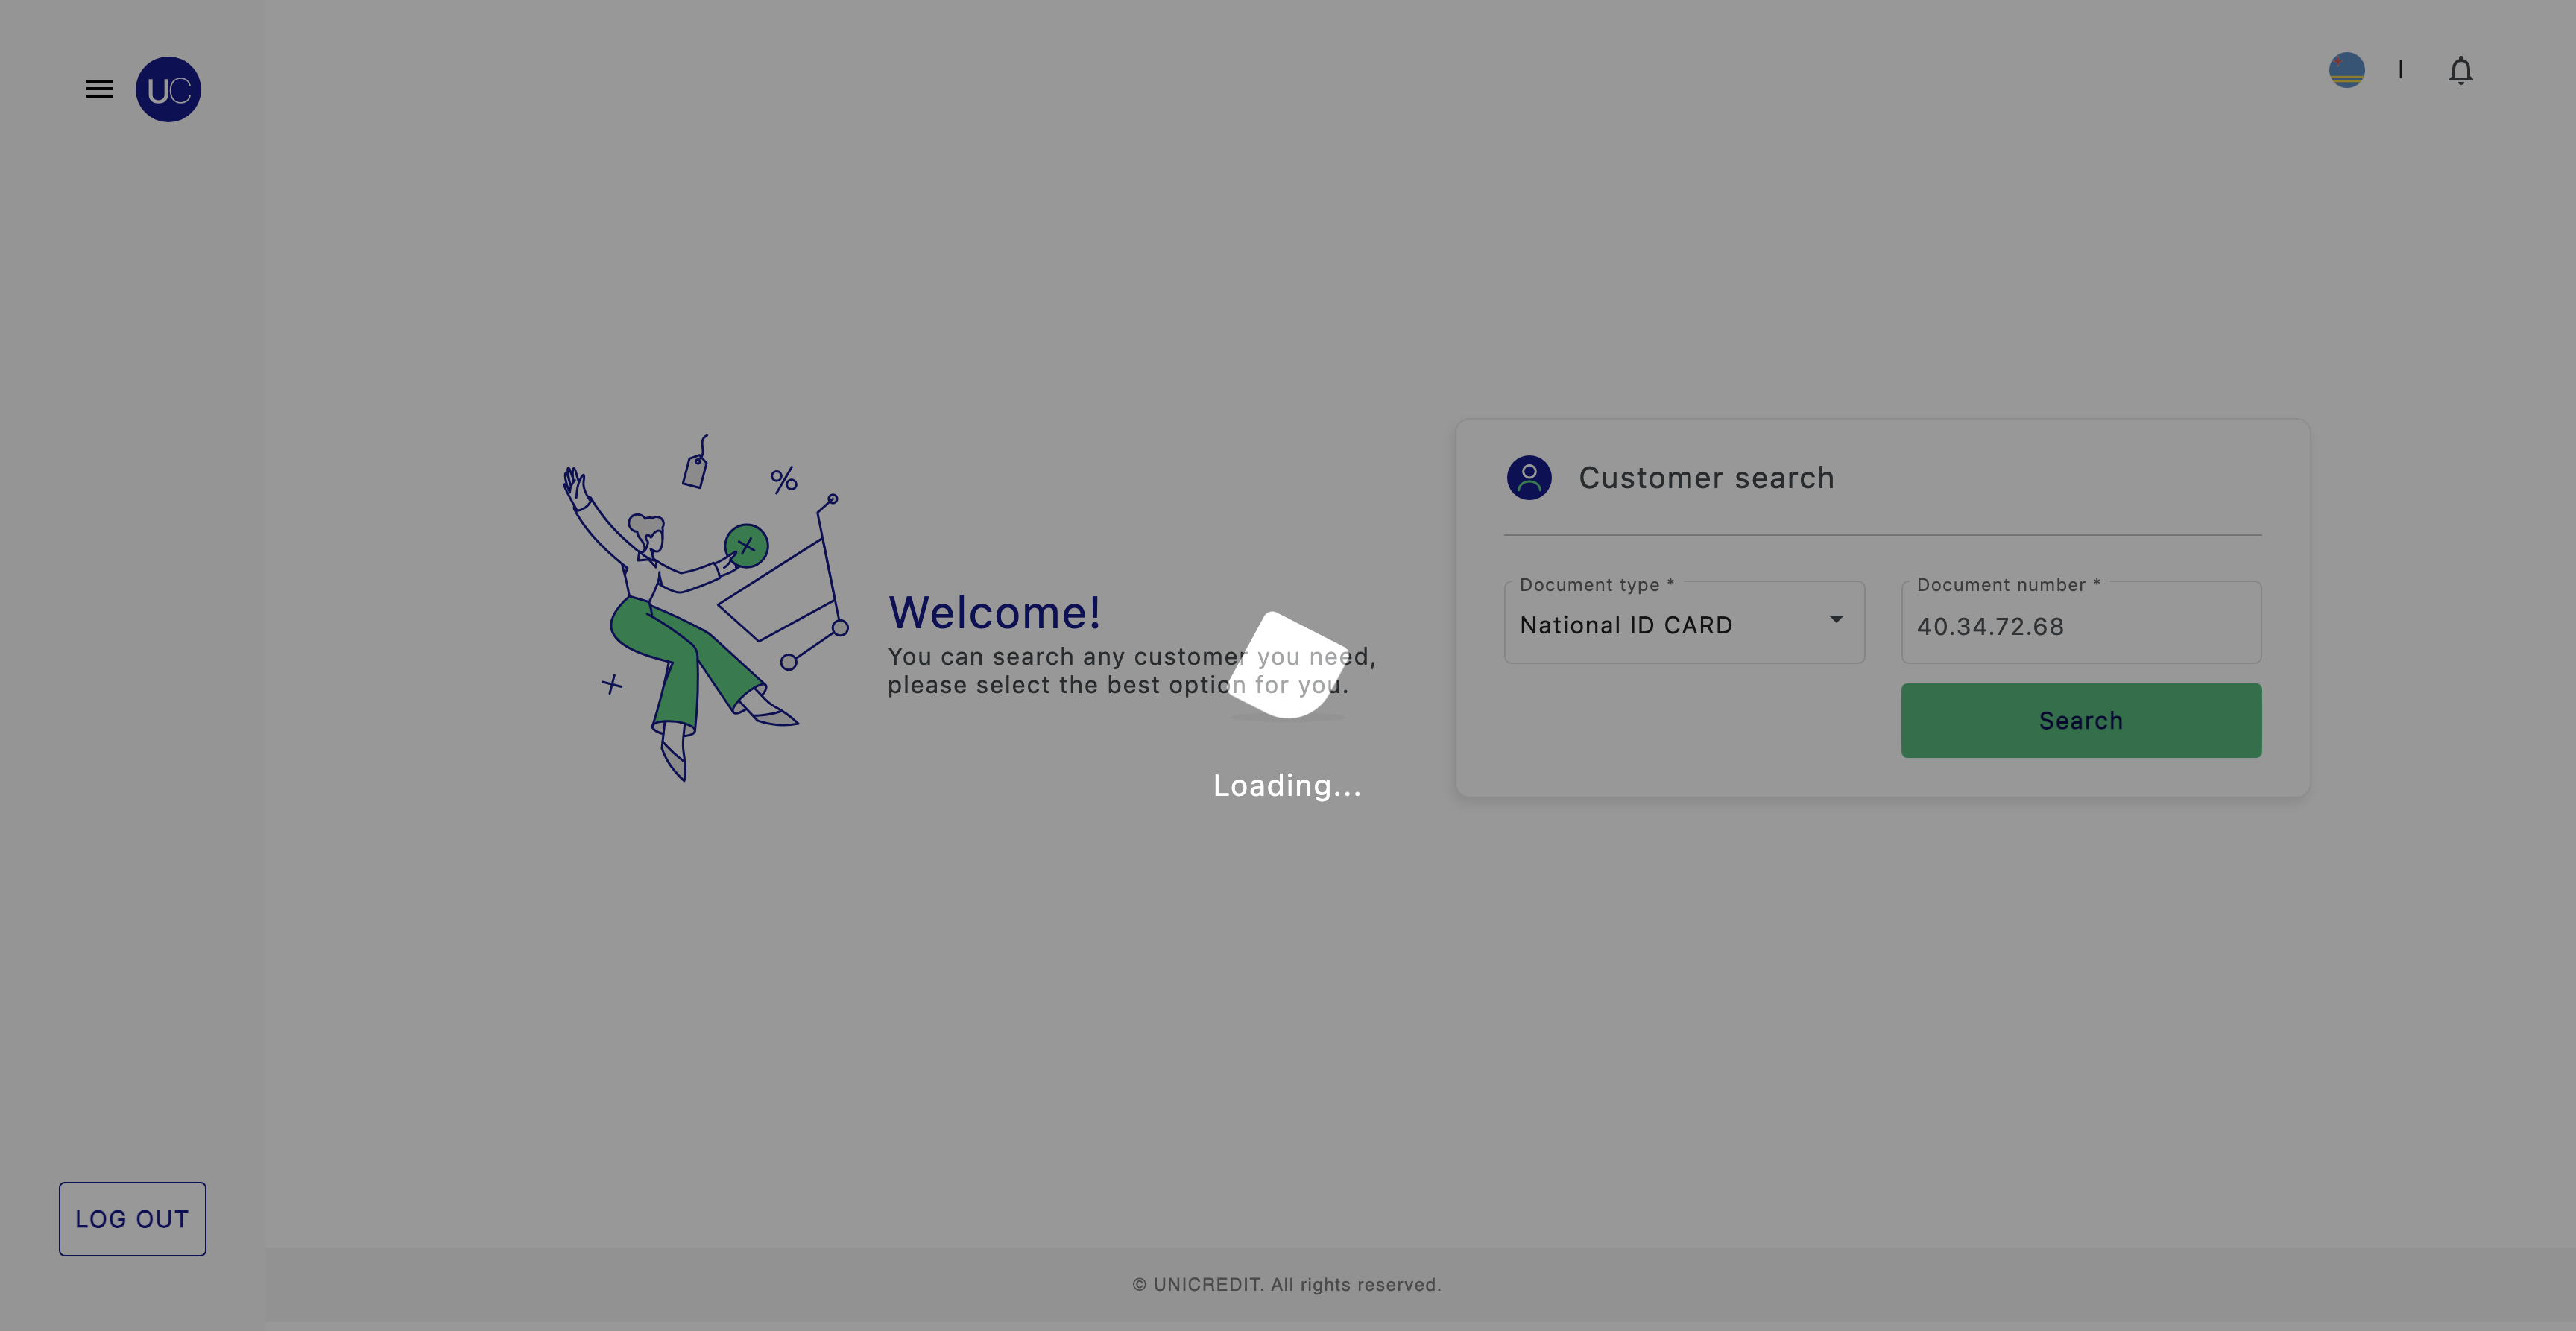 UC
Customer search
Document type *
National ID CARD
Document number *
40.34.72.68
Search
Welcome!
You can search any customer you need,
please select the best option for you.
Loading...
LOG OUT
© UNICREDIT. All rights reserved.